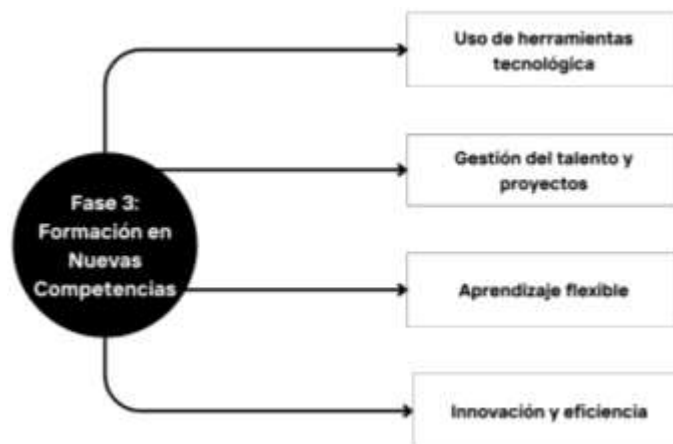 Fase 3:
Formación en
Nuevas
Competencias
Uso de herramientas
tecnológica
Gestión del talento y
proyectos
Aprendizaje flexible
Innovación y eficiencia